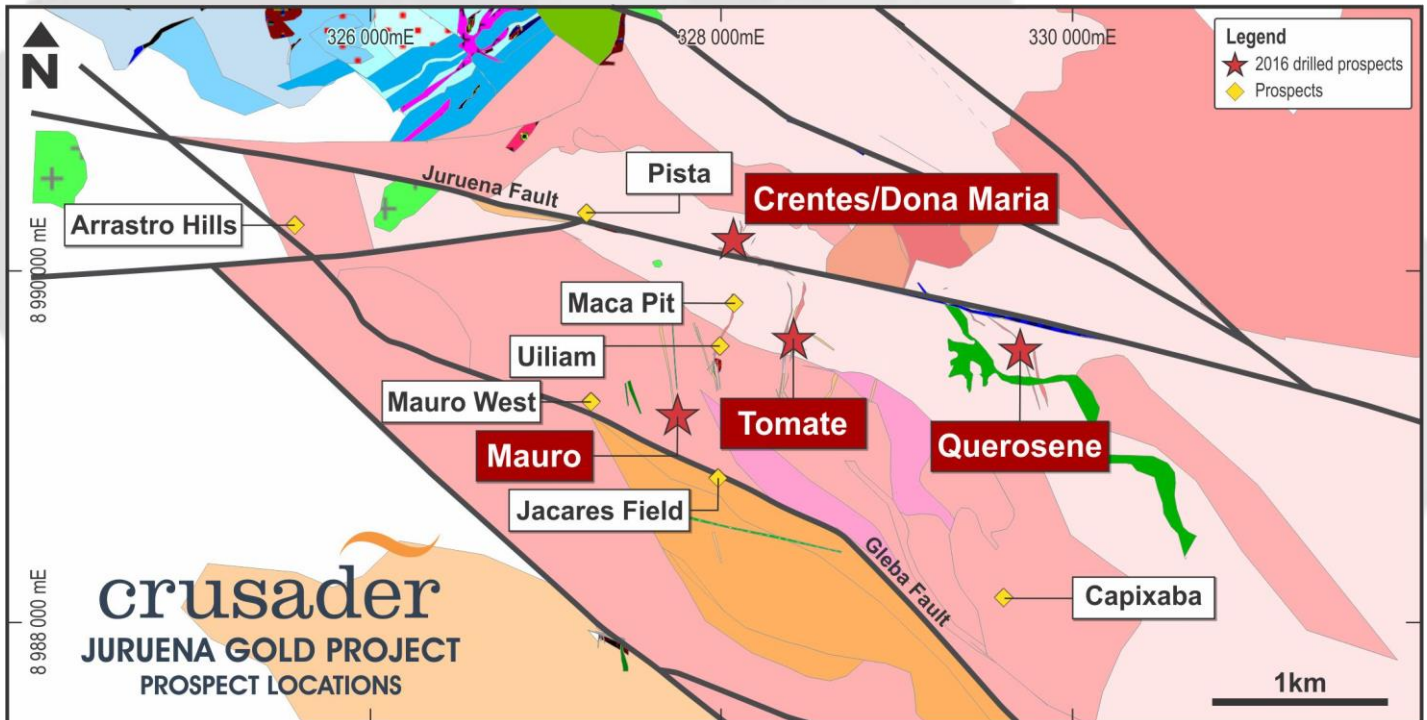 326 000mE
328 000mE
330 000mE
Legend
2016 drilled prospects
Prospects
N
Juruena Fault
Pista
Crentes/Dona Maria
Arrastro Hills
8 990 000 mE
Maca Pit
Uiliam
Mauro West
Tomate
Mauro
Querosene
Jacares Field
Gleba Fault
Capixaba
8 988 000 mE
crusader
JURUENA GOLD PROJECT
PROSPECT LOCATIONS
1km